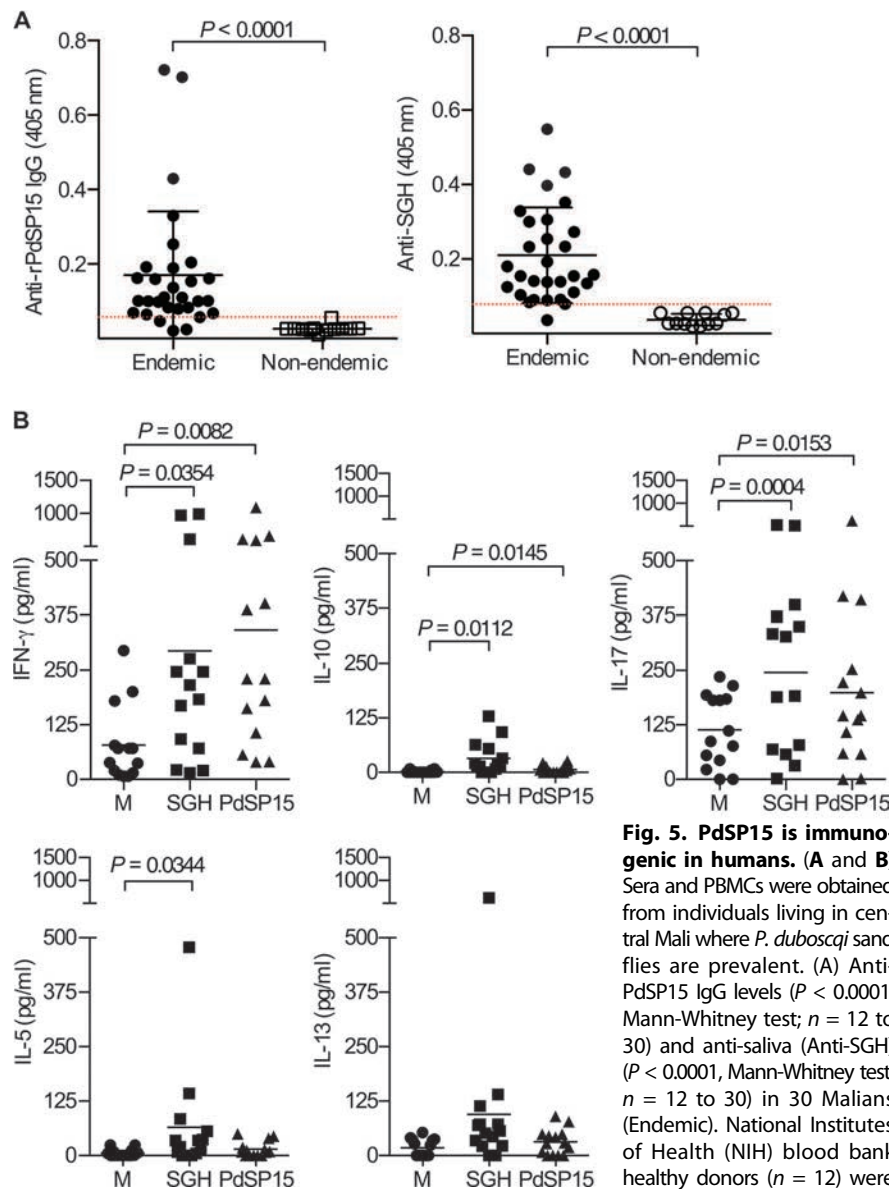 A
P < 0.0001
0.8
0.6
0.4
0.2
Anti-rPdSP15 IgG (405 nm)
Endemic
Non-endemic
P < 0.0001
0.8
0.6
0.4
0.2
Anti-SGH (405 nm)
Endemic
Non-endemic
B
P = 0.0082
P = 0.0354
1500
1000
500
375
250
125
0
IFN-γ (pg/ml)
M
SGH
PdSP15
1500
1000
P = 0.0145
P = 0.0112
500
375
250
125
0
IL-10 (pg/ml)
M
SGH
PdSP15
P = 0.0153
P = 0.0004
1500
1000
500
375
250
125
0
IL-17 (pg/ml)
M
SGH
PdSP15
P = 0.0344
1500
1000
500
375
250
125
0
IL-5 (pg/ml)
M
SGH
PdSP15
1500
1000
500
375
250
125
0
IL-13 (pg/ml)
M
SGH
PdSP15
Fig. 5. PdSP15 is immuno-
genic in humans. (A and B)
Sera and PBMCs were obtained
from individuals living in cen-
tral Mali where P. duboscqi sand
flies are prevalent. (A) Anti-
PdSP15 IgG levels (P < 0.0001
Mann-Whitney test; n = 12 to
30) and anti-saliva (Anti-SGH)
(P < 0.0001, Mann-Whitney test
n = 12 to 30) in 30 Malians
(Endemic). National Institutes
of Health (NIH) blood bank
healthy donors (n = 12) were